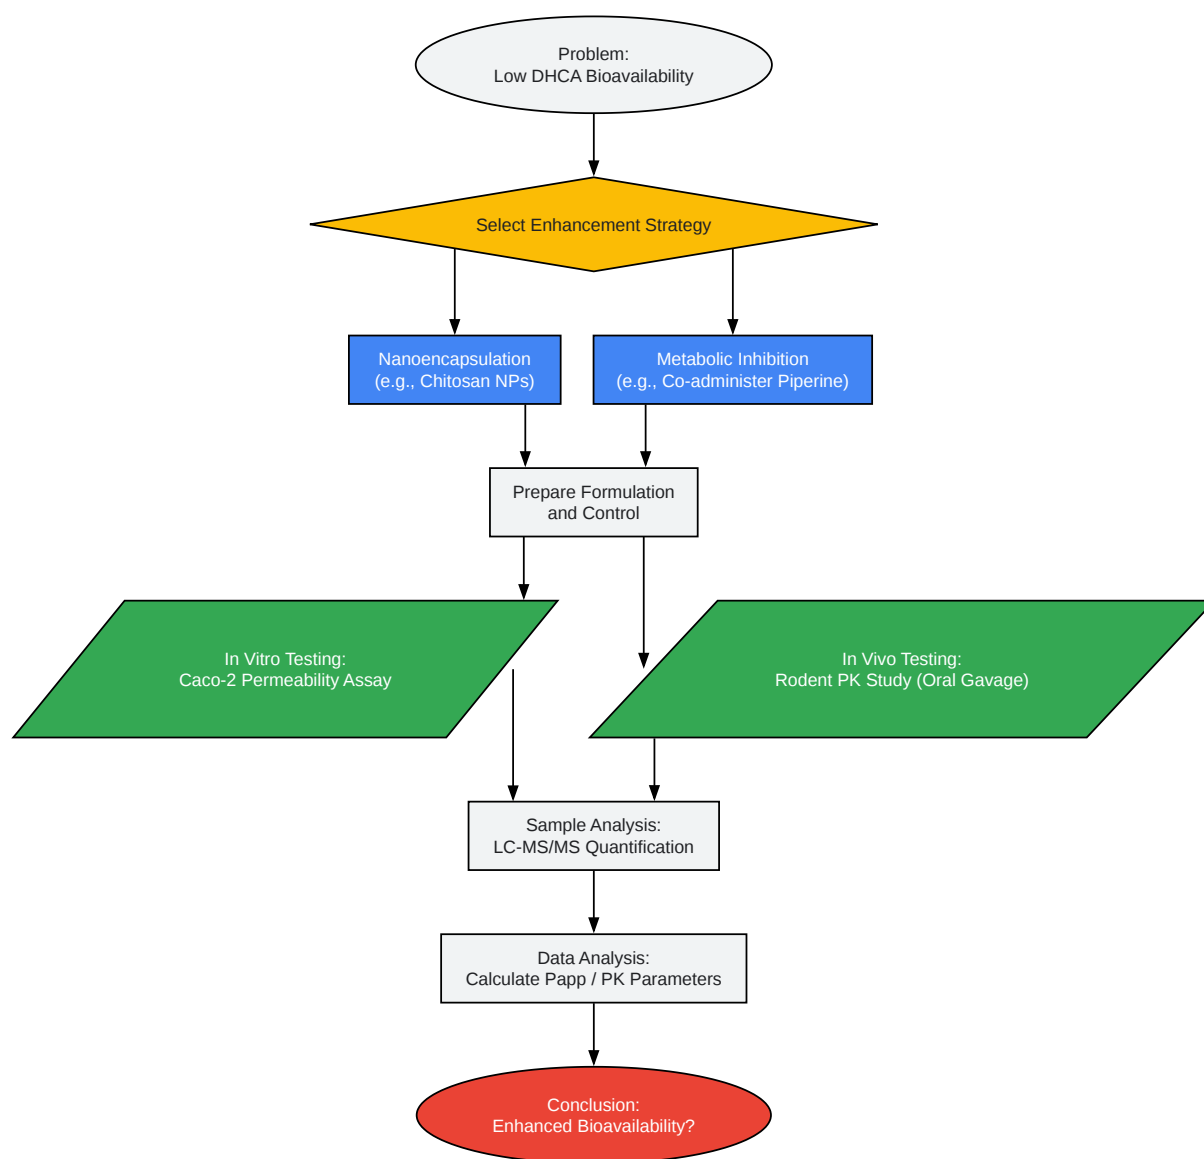 Problem:
Low DHCA Bioavailability
Select Enhancement Strategy
Nanoencapsulation
(e.g., Chitosan NPs)
Metabolic Inhibition
(e.g., Co-administer Piperine)
Prepare Formulation
and Control
In Vitro Testing:
Caco-2 Permeability Assay
In Vivo Testing:
Rodent PK Study (Oral Gavage)
Sample Analysis:
LC-MS/MS Quantification
Data Analysis:
Calculate Papp / PK Parameters
Conclusion:
Enhanced Bioavailability?